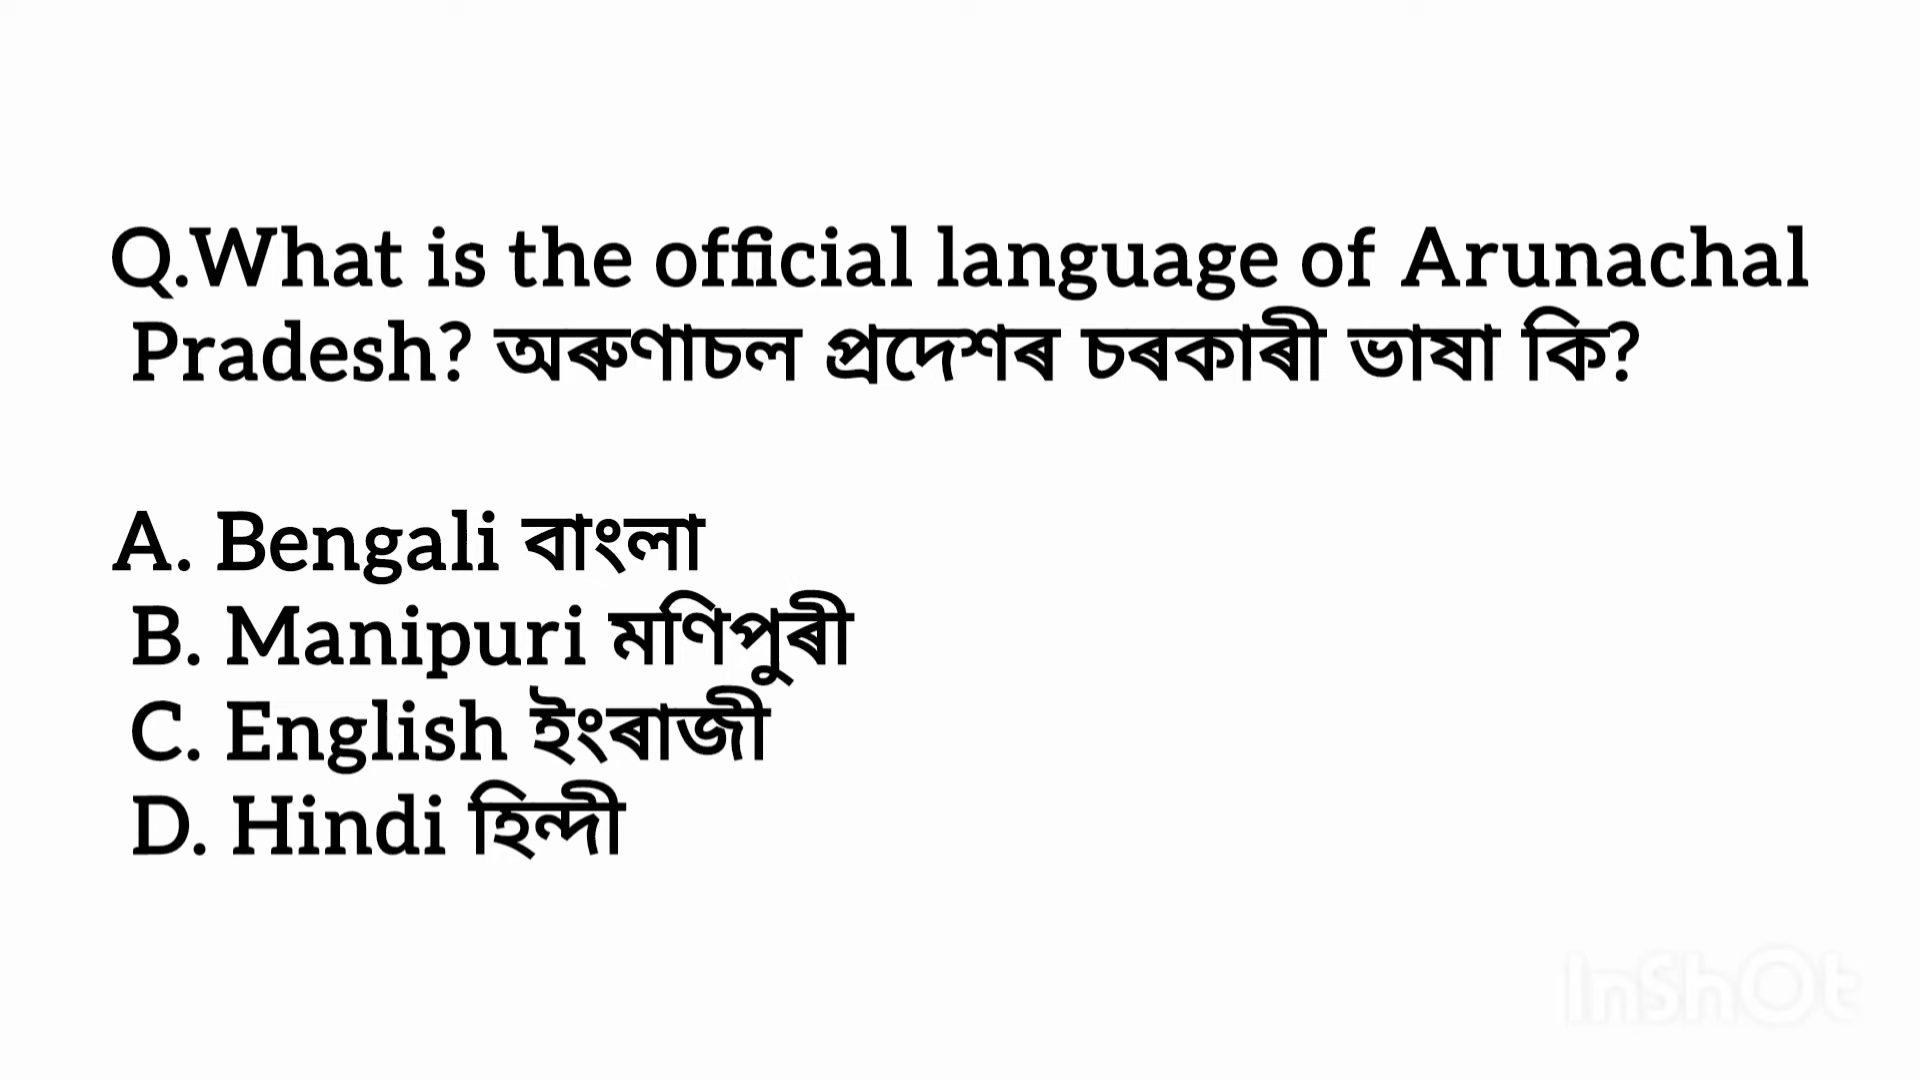 Q.What is the official language of Arunachal
Pradesh? অৰুণাচল প্ৰদেশৰ চৰকাৰী ভাষা কি?
A. Bengali বাংলা
B. Manipuri মণিপুৰী
C. English ইংৰাজী
D. Hindi হিন্দী
InShOt